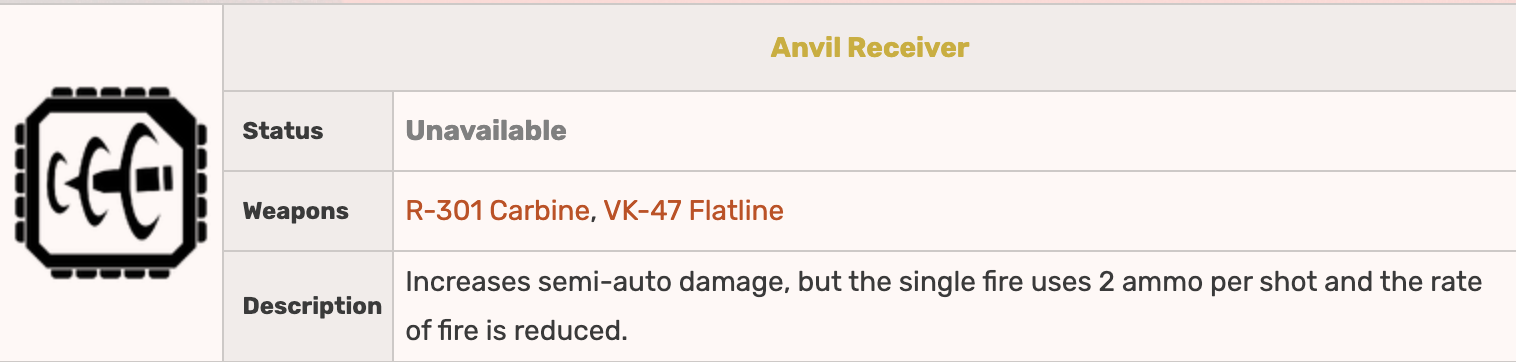 Anvil Receiver
Status
Unavailable
Weapons
R-301 Carbine, VK-47 Flatline
Description
Increases semi-auto damage, but the single fire uses 2 ammo per shot and the rate
of fire is reduced.